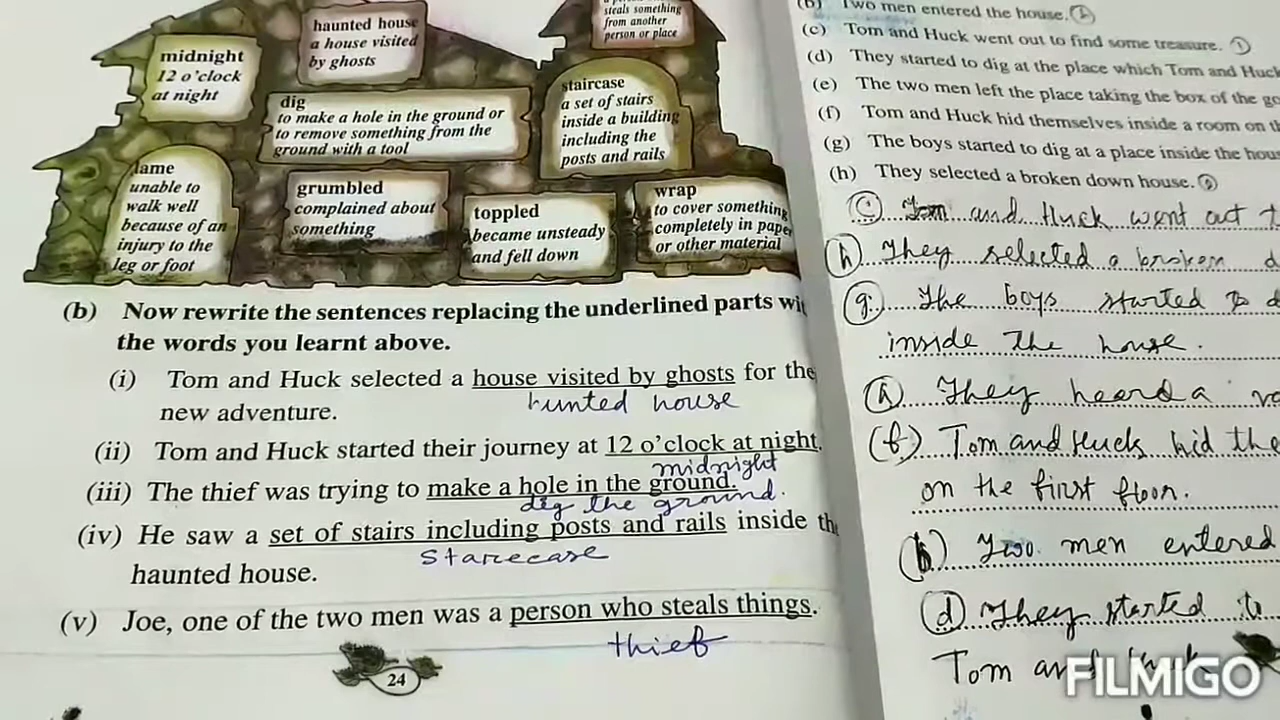 haunted house
a house visited
by ghosts
steals something
from another
person or place
midnight
12 o'clock
at night
dig
to make a hole in the ground or
to remove something from the
ground with a tool
staircase
a set of stairs
inside a building
including the
posts and rails
lame
unable to
walk well
because of an
injury to the
leg or foot
grumbled
complained about
something
toppled
became unsteady
and fell down
wrap
to cover something
completely in paper
or other material
(b) Now rewrite the sentences replacing the underlined parts wi
the words you learnt above.
(i) Tom and Huck selected a house visited by ghosts for the
hunted house
new adventure.
(ii) Tom and Huck started their journey at 12 o'clock at night.
midnight
(iii) The thief was trying to make a hole in the ground.
dig the ground.
(iv) He saw a set of stairs including posts and rails inside th
starecase
haunted house.
(v) Joe, one of the two men was a person who steals things.
thief
24
(b) Two men entered the house.
(c) Tom and Huck went out to find some treasure. 1
(d) They started to dig at the place which Tom and Huck
(e) The two men left the place taking the box of the go
(f) Tom and Huck hid themselves inside a room on th
(g) The boys started to dig at a place inside the hous
(h) They selected a broken down house.
(c) Tom and Huck went out t
(h) They selected a broken d
(g) The boys started to d
inside the house.
(a) They heard a
(f) Tom and Huck hid the
on the first floor.
(b) Two men entered
(d) They started to
Tom and Huck
FILMIGO